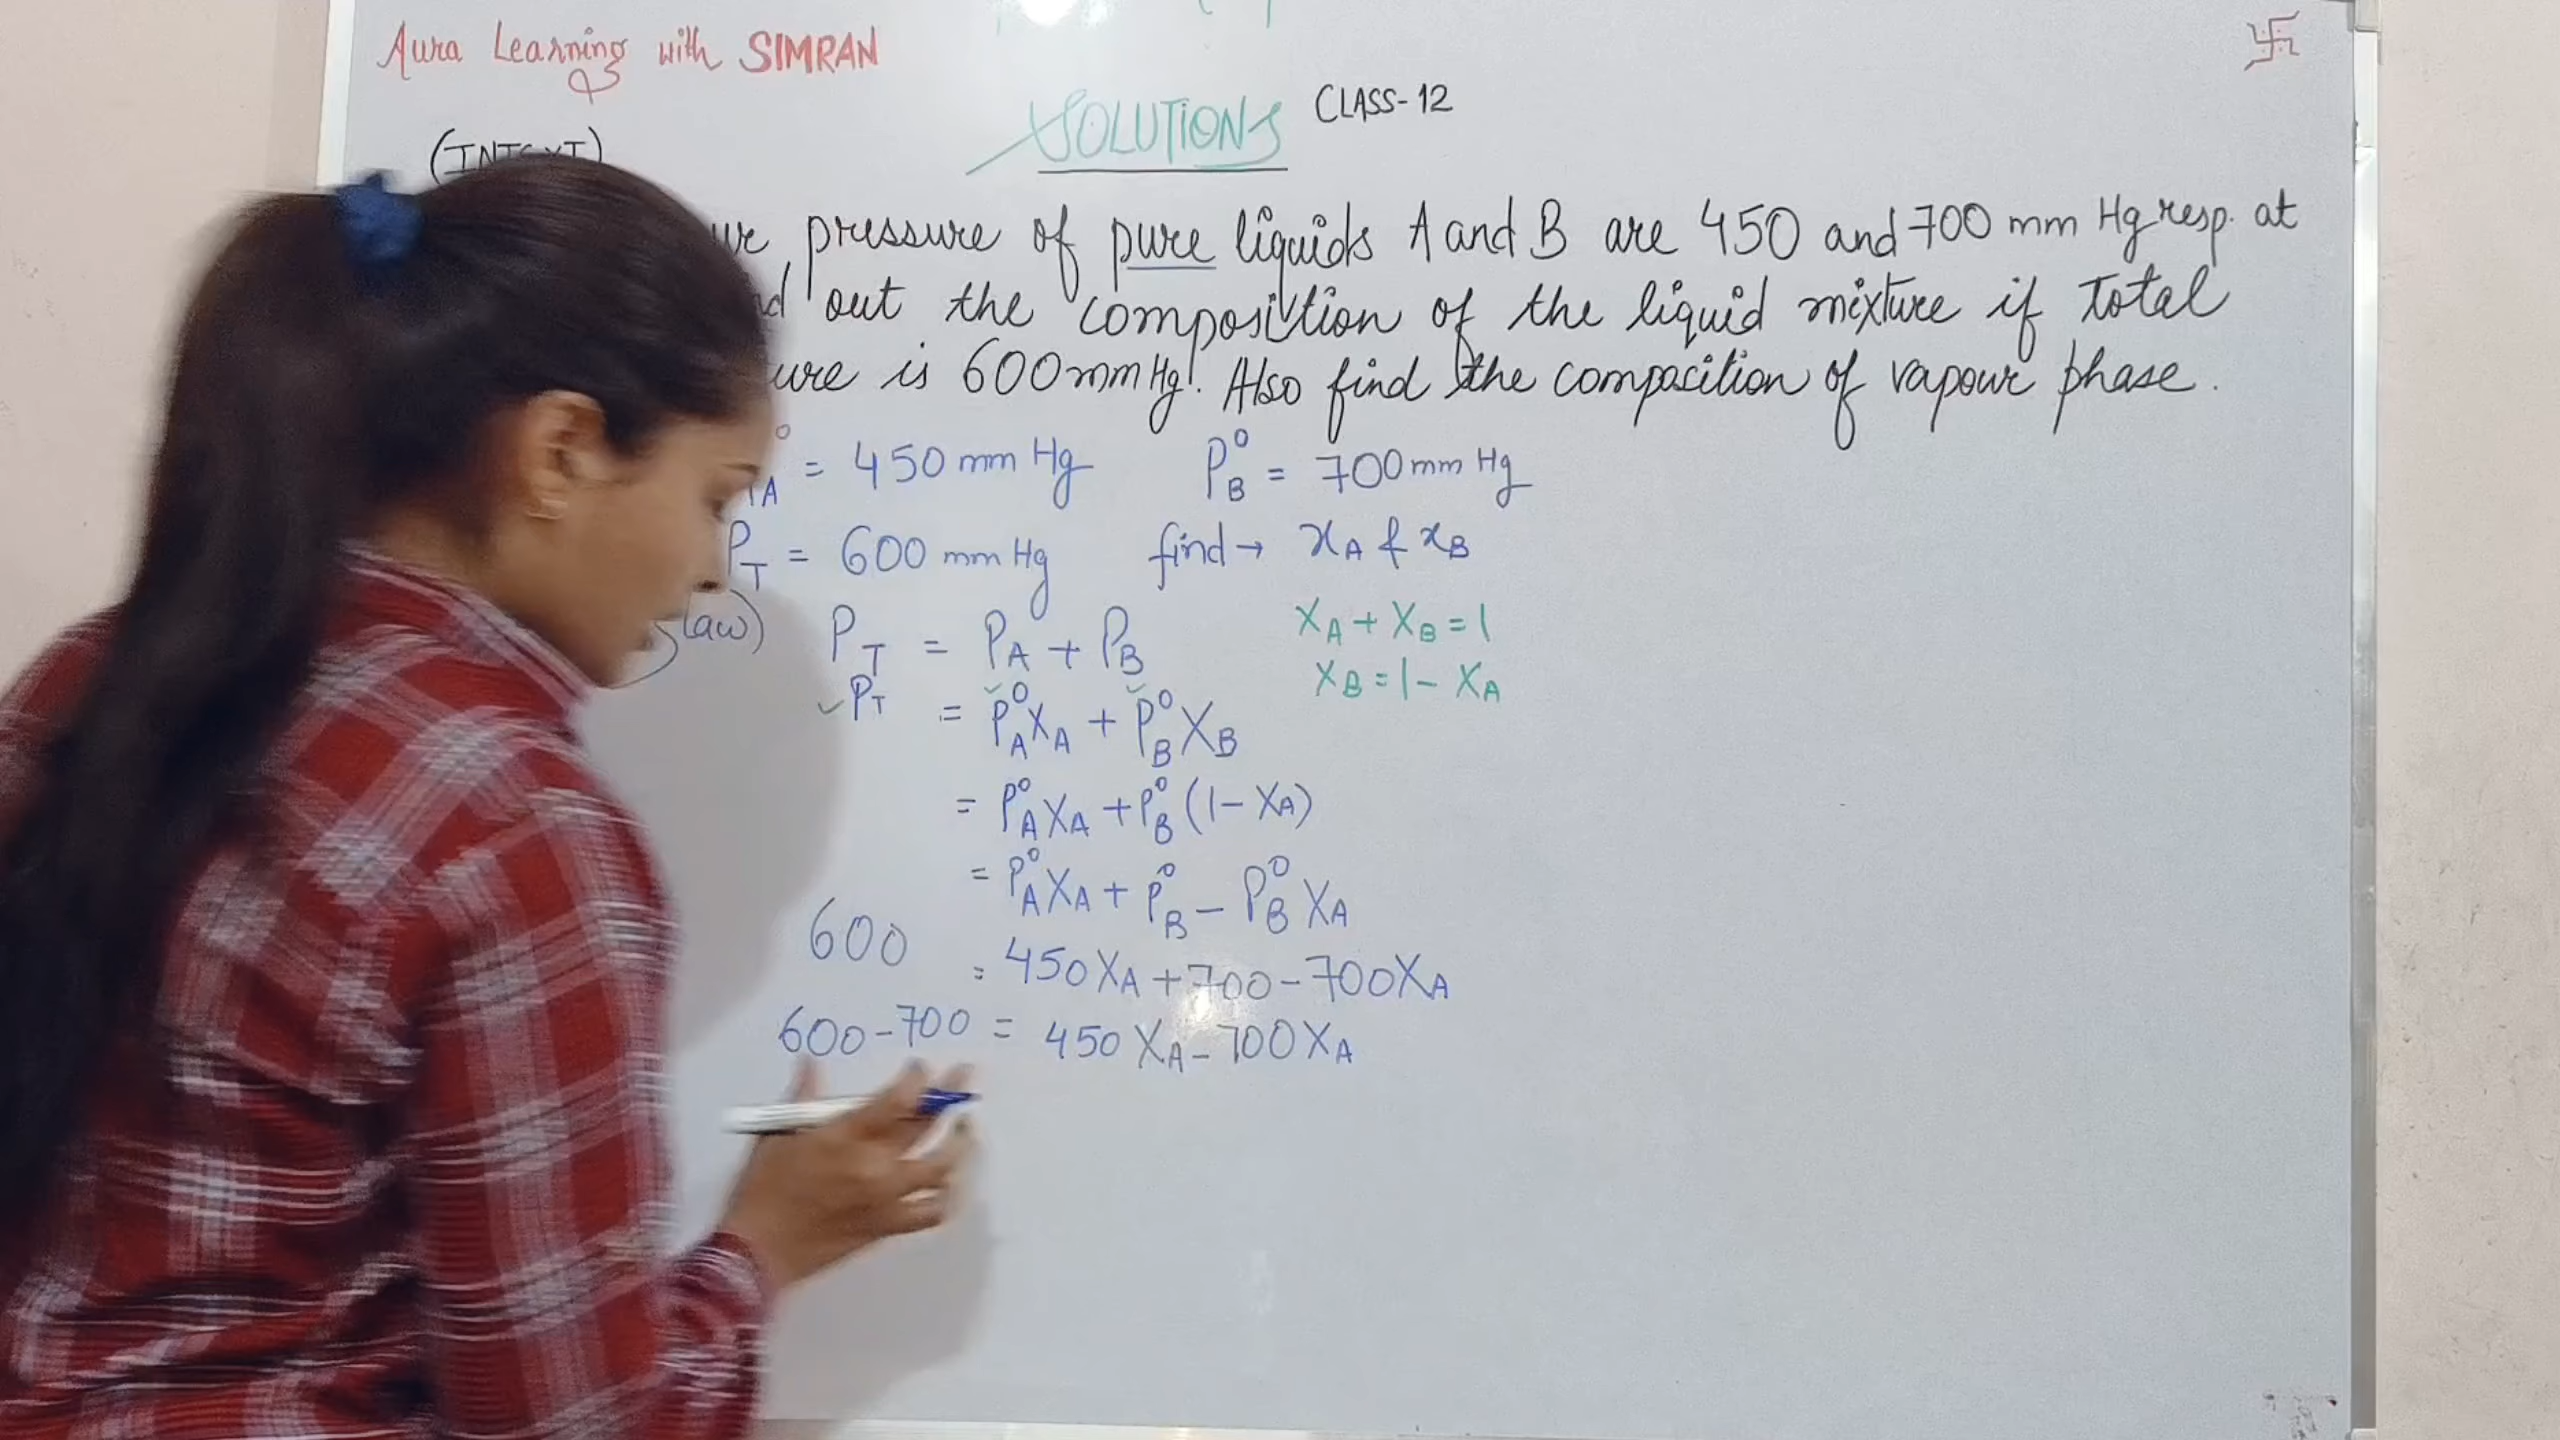 Aura Learning with SIMRAN
SOLUTIONS CLASS-12
pressure of pure liquids A and B are 450 and 700 mm Hg resp. at
out the composition of the liquid mixture if total
is 600 mm Hg. Also find the compacition of vapour phase.
= 450 mm Hg P°B = 700 mm Hg
PT = 600 mm Hg find → xA & xB
law) PT = PA + PB XA + XB = 1
PT = P°A XA + P°B XB XB = 1 - XA
= P°A XA + P°B (1 - XA)
= P°A XA + P°B - P°B XA
600 = 450 XA + 700 - 700 XA
600 - 700 = 450 XA - 700 XA